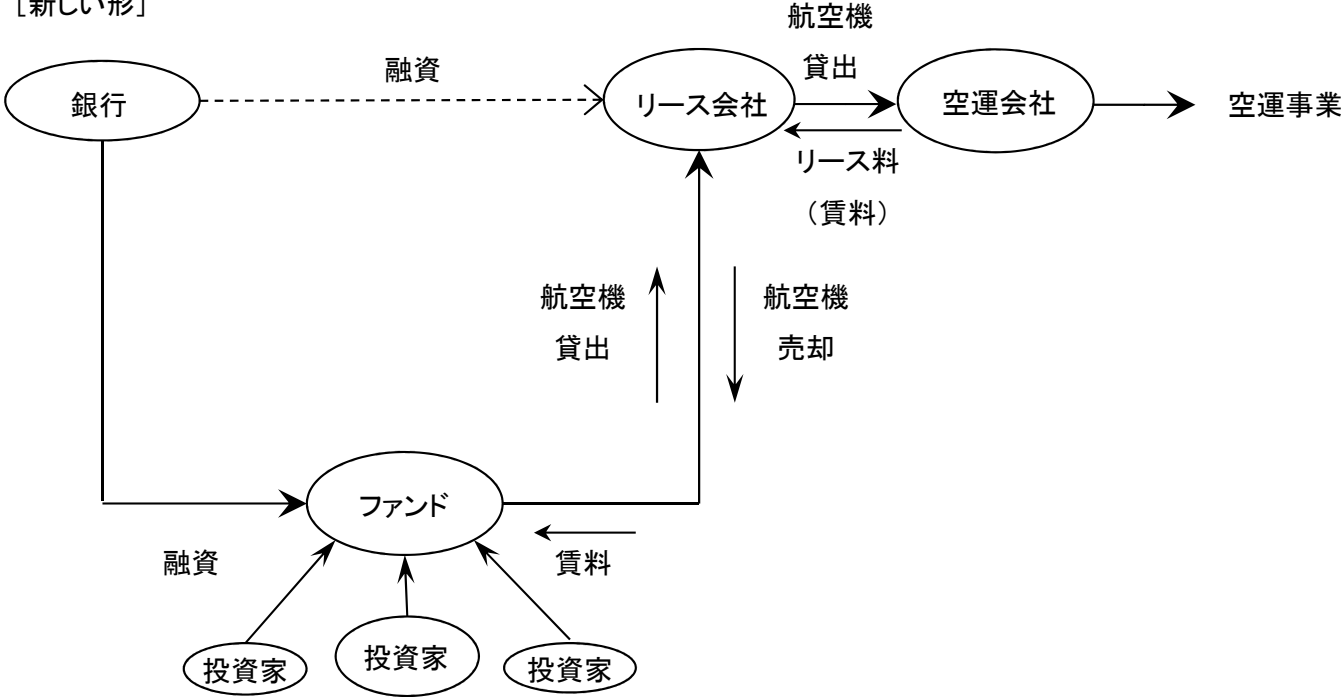 ［新しい形］
航空機
貸出
融資
銀行
リース会社
空運会社
空運事業
リース料
（賃料）
航空機
貸出
航空機
売却
ファンド
融資
賃料
投資家
投資家
投資家